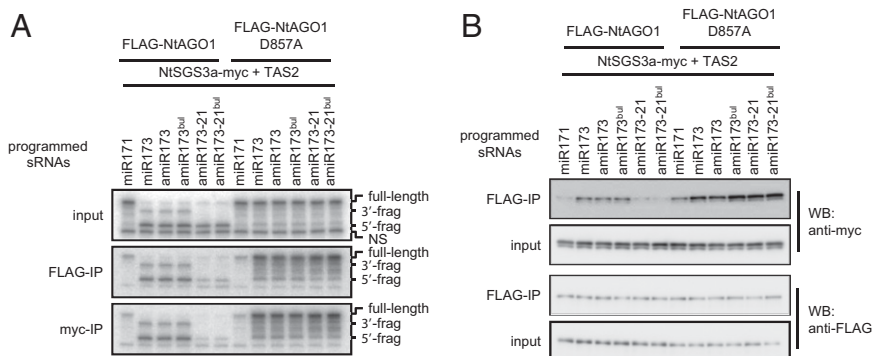 A
FLAG-NtAGO1
FLAG-NtAGO1 D857A
NtSGS3a-myc + TAS2
programmed sRNAs
miR171
miR173
amiR173
amiR173bul
amiR173-21
amiR173-21bul
miR171
miR173
amiR173
amiR173bul
amiR173-21
amiR173-21bul
input
full-length
3'-frag
5'-frag
NS
FLAG-IP
full-length
3'-frag
5'-frag
myc-IP
full-length
3'-frag
5'-frag
B
FLAG-NtAGO1
FLAG-NtAGO1 D857A
NtSGS3a-myc + TAS2
programmed sRNAs
miR171
miR173
amiR173
amiR173bul
amiR173-21
amiR173-21bul
miR171
miR173
amiR173
amiR173bul
amiR173-21
amiR173-21bul
FLAG-IP
input
WB: anti-myc
FLAG-IP
input
WB: anti-FLAG